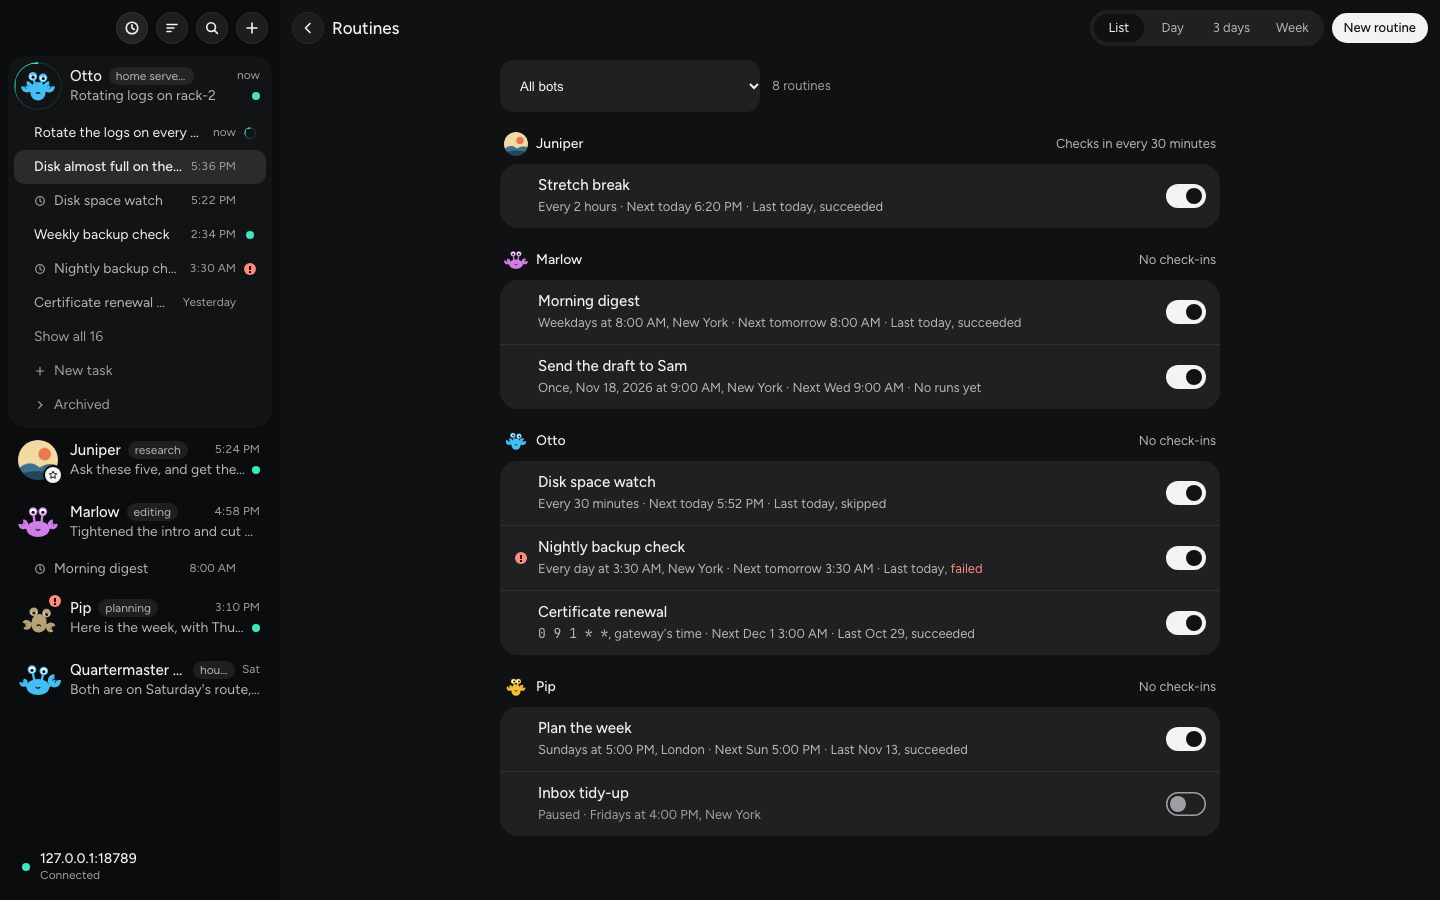 Routines
List
Day
3 days
Week
New routine
Otto
home serve...
now
Rotating logs on rack-2
Rotate the logs on every ...
now
Disk almost full on the...
5:36 PM
Disk space watch
5:22 PM
Weekly backup check
2:34 PM
Nightly backup ch...
3:30 AM
Certificate renewal ...
Yesterday
Show all 16
New task
Archived
Juniper
research
5:24 PM
Ask these five, and get the...
Marlow
editing
4:58 PM
Tightened the intro and cut ...
Morning digest
8:00 AM
Pip
planning
3:10 PM
Here is the week, with Thu...
Quartermaster ...
hou...
Sat
Both are on Saturday's route,...
127.0.0.1:18789
Connected
All bots
8 routines
Juniper
Checks in every 30 minutes
Stretch break
Every 2 hours · Next today 6:20 PM · Last today, succeeded
Marlow
No check-ins
Morning digest
Weekdays at 8:00 AM, New York · Next tomorrow 8:00 AM · Last today, succeeded
Send the draft to Sam
Once, Nov 18, 2026 at 9:00 AM, New York · Next Wed 9:00 AM · No runs yet
Otto
No check-ins
Disk space watch
Every 30 minutes · Next today 5:52 PM · Last today, skipped
Nightly backup check
Every day at 3:30 AM, New York · Next tomorrow 3:30 AM · Last today, failed
Certificate renewal
0 9 1 * *, gateway's time · Next Dec 1 3:00 AM · Last Oct 29, succeeded
Pip
No check-ins
Plan the week
Sundays at 5:00 PM, London · Next Sun 5:00 PM · Last Nov 13, succeeded
Inbox tidy-up
Paused · Fridays at 4:00 PM, New York